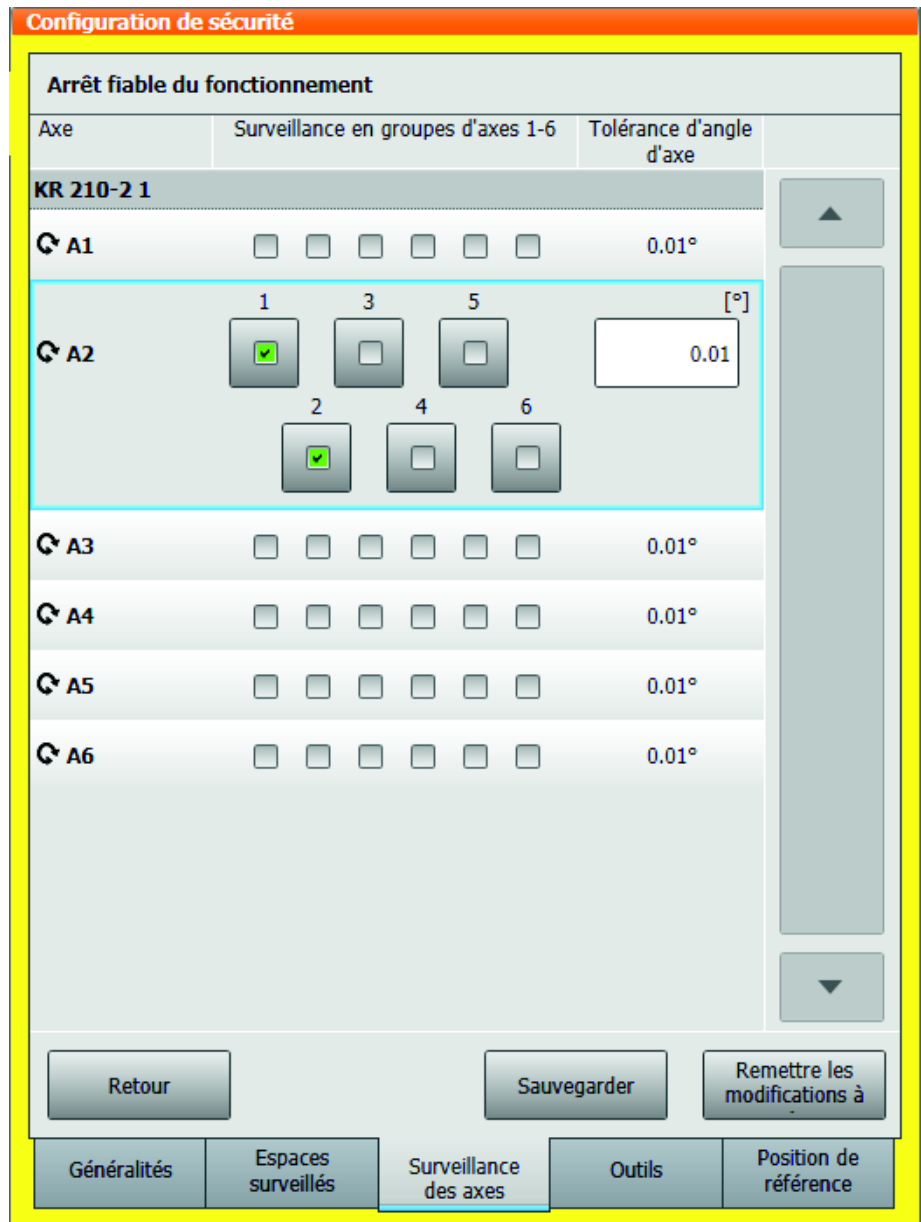 Configuration de sécurité
Arrêt fiable du fonctionnement
Axe Surveillance en groupes d'axes 1-6 Tolérance d'angle
d'axe
KR 210-2 1
A1 0.01°
1 3 5 [°]
A2 0.01
2 4 6
A3 0.01°
A4 0.01°
A5 0.01°
A6 0.01°
Retour Sauvegarder Remettre les
modifications à
Généralités Espaces
surveillés Surveillance
des axes Outils Position de
référence